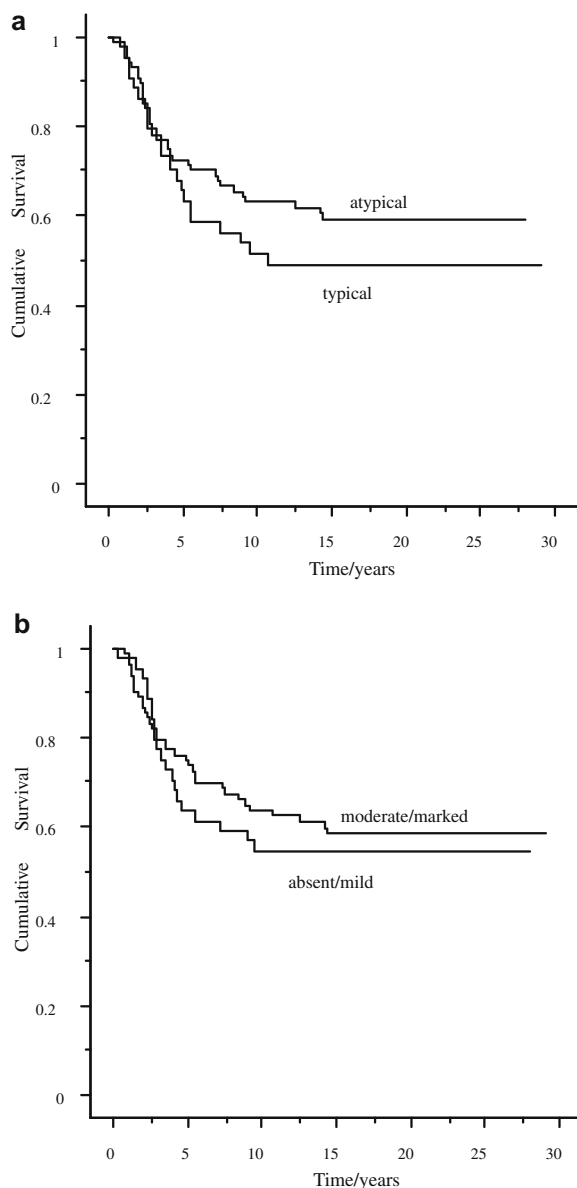 a
1
0.8
0.6
0.4
0.2
0
Cumulative Survival
atypical
typical
0 5 10 15 20 25 30
Time/years
b
1
0.8
0.6
0.4
0.2
0
Cumulative Survival
moderate/marked
absent/mild
0 5 10 15 20 25 30
Time/years